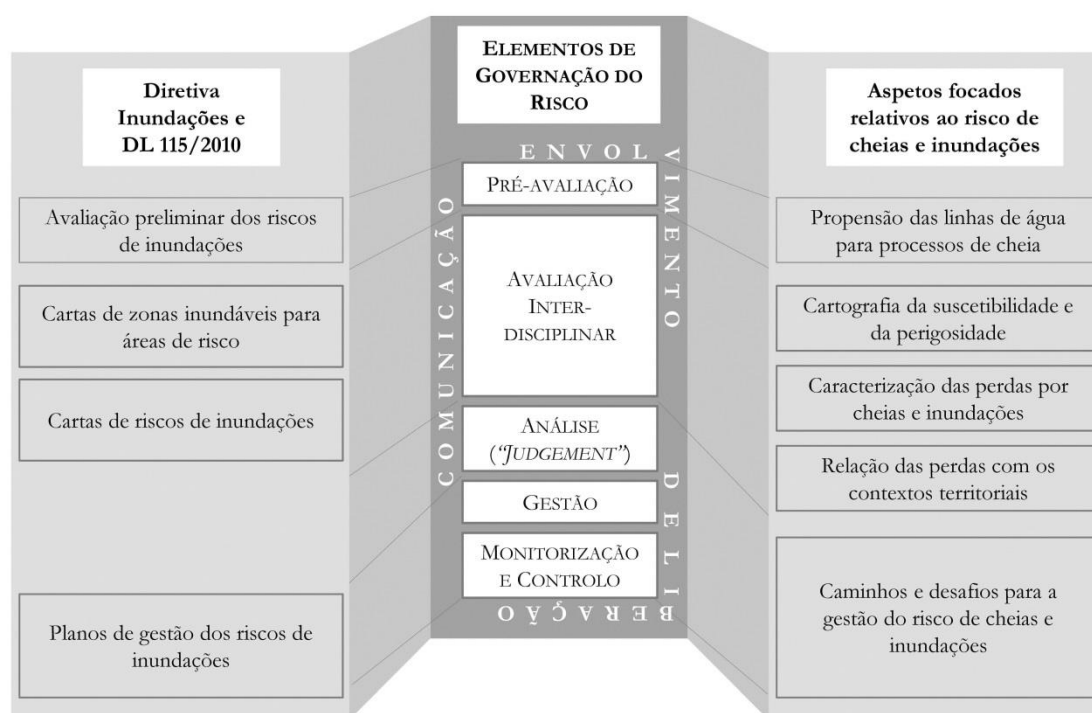 Diretiva
Inundações e
DL 115/2010
Avaliação preliminar dos riscos
de inundações
Cartas de zonas inundáveis para
áreas de risco
Cartas de riscos de inundações
Planos de gestão dos riscos de
inundações
ELEMENTOS DE
GOVERNAÇÃO DO
RISCO
COMUNICAÇÃO
ENVOLVIMENTO
DELIBERAÇÃO
PRÉ-AVALIAÇÃO
AVALIAÇÃO
INTER-
DISCIPLINAR
ANÁLISE
(“JUDGEMENT”)
GESTÃO
MONITORIZAÇÃO
E CONTROLO
Aspetos focados
relativos ao risco de
cheias e inundações
Propensão das linhas de água
para processos de cheia
Cartografia da suscetibilidade e
da perigosidade
Caracterização das perdas por
cheias e inundações
Relação das perdas com os
contextos territoriais
Caminhos e desafios para a
gestão do risco de cheias e
inundações